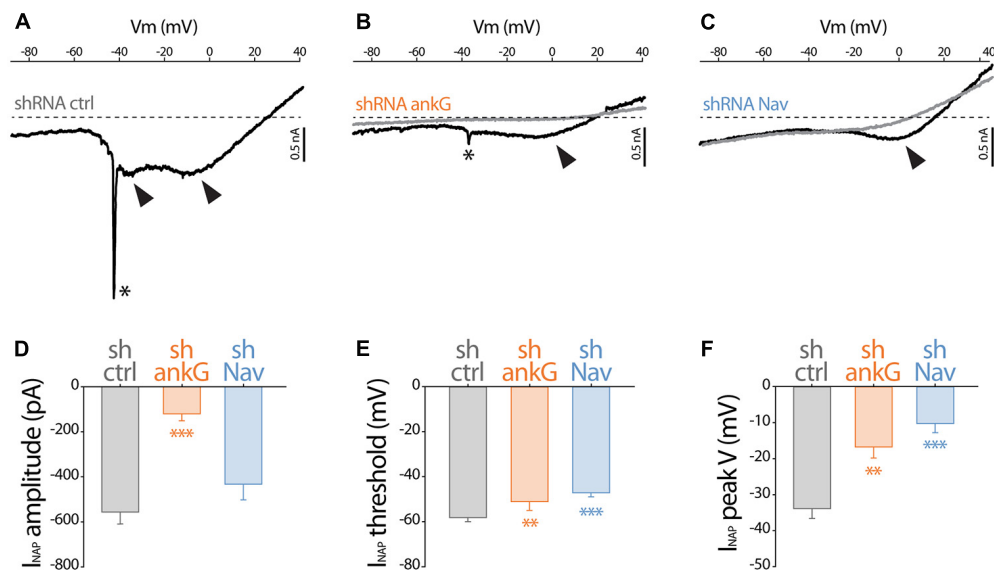 A
Vm (mV)
-80 -60 -40 -20 0 20 40
shRNA ctrl
0.5 nA
*
B
Vm (mV)
-80 -60 -40 -20 0 20 40
shRNA ankG
0.5 nA
*
C
Vm (mV)
-80 -60 -40 -20 0 20 40
shRNA Nav
0.5 nA
D
sh ctrl
sh ankG
sh Nav
INAP amplitude (pA)
0
-200
-400
-600
-800
***
E
sh ctrl
sh ankG
sh Nav
INAP threshold (mV)
0
-20
-40
-60
-80
**
***
F
sh ctrl
sh ankG
sh Nav
INAP peak V (mV)
0
-10
-20
-30
-40
-50
**
***